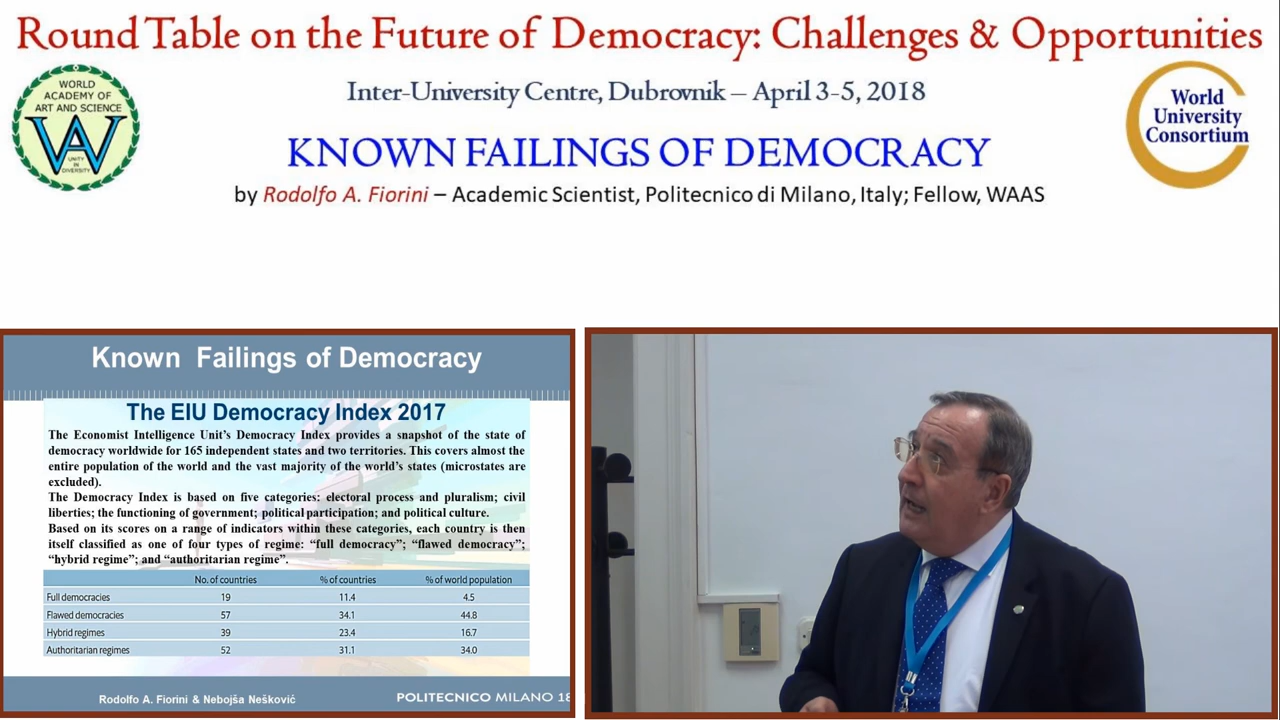 Round Table on the Future of Democracy: Challenges & Opportunities
WORLD
ACADEMY OF
ART AND SCIENCE
UNITY
IN
DIVERSITY
Inter-University Centre, Dubrovnik – April 3-5, 2018
World
University
Consortium
KNOWN FAILINGS OF DEMOCRACY
by Rodolfo A. Fiorini – Academic Scientist, Politecnico di Milano, Italy; Fellow, WAAS
Known Failings of Democracy
The EIU Democracy Index 2017
The Economist Intelligence Unit's Democracy Index provides a snapshot of the state of
democracy worldwide for 165 independent states and two territories. This covers almost the
entire population of the world and the vast majority of the world's states (microstates are
excluded).
The Democracy Index is based on five categories: electoral process and pluralism; civil
liberties; the functioning of government; political participation; and political culture.
Based on its scores on a range of indicators within these categories, each country is then
itself classified as one of four types of regime: “full democracy”; “flawed democracy”;
“hybrid regime”; and “authoritarian regime”.
No. of countries % of countries % of world population
Full democracies 19 11.4 4.5
Flawed democracies 57 34.1 44.8
Hybrid regimes 39 23.4 16.7
Authoritarian regimes 52 31.1 34.0
Rodolfo A. Fiorini & Nebojša Nešković
POLITECNICO MILANO 18